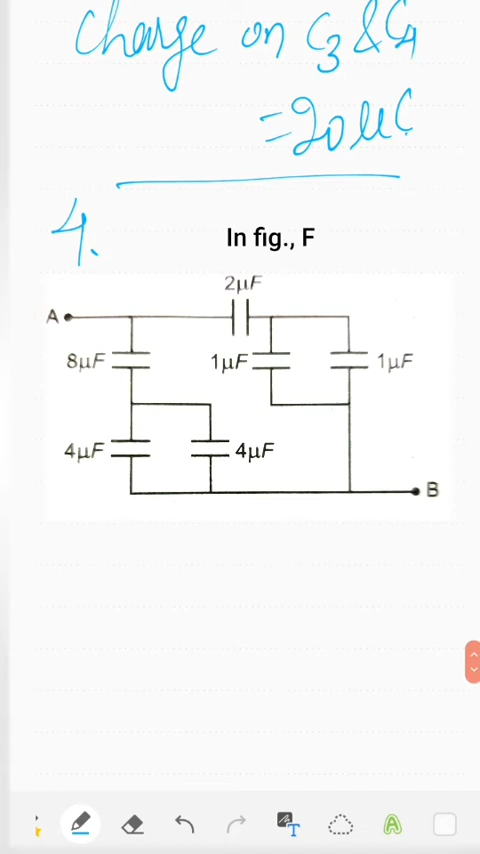 Charge on C3 & C4
= 20 µC
4.
In fig., F
2µF
A
8µF
1µF
1µF
4µF
4µF
B
T
A